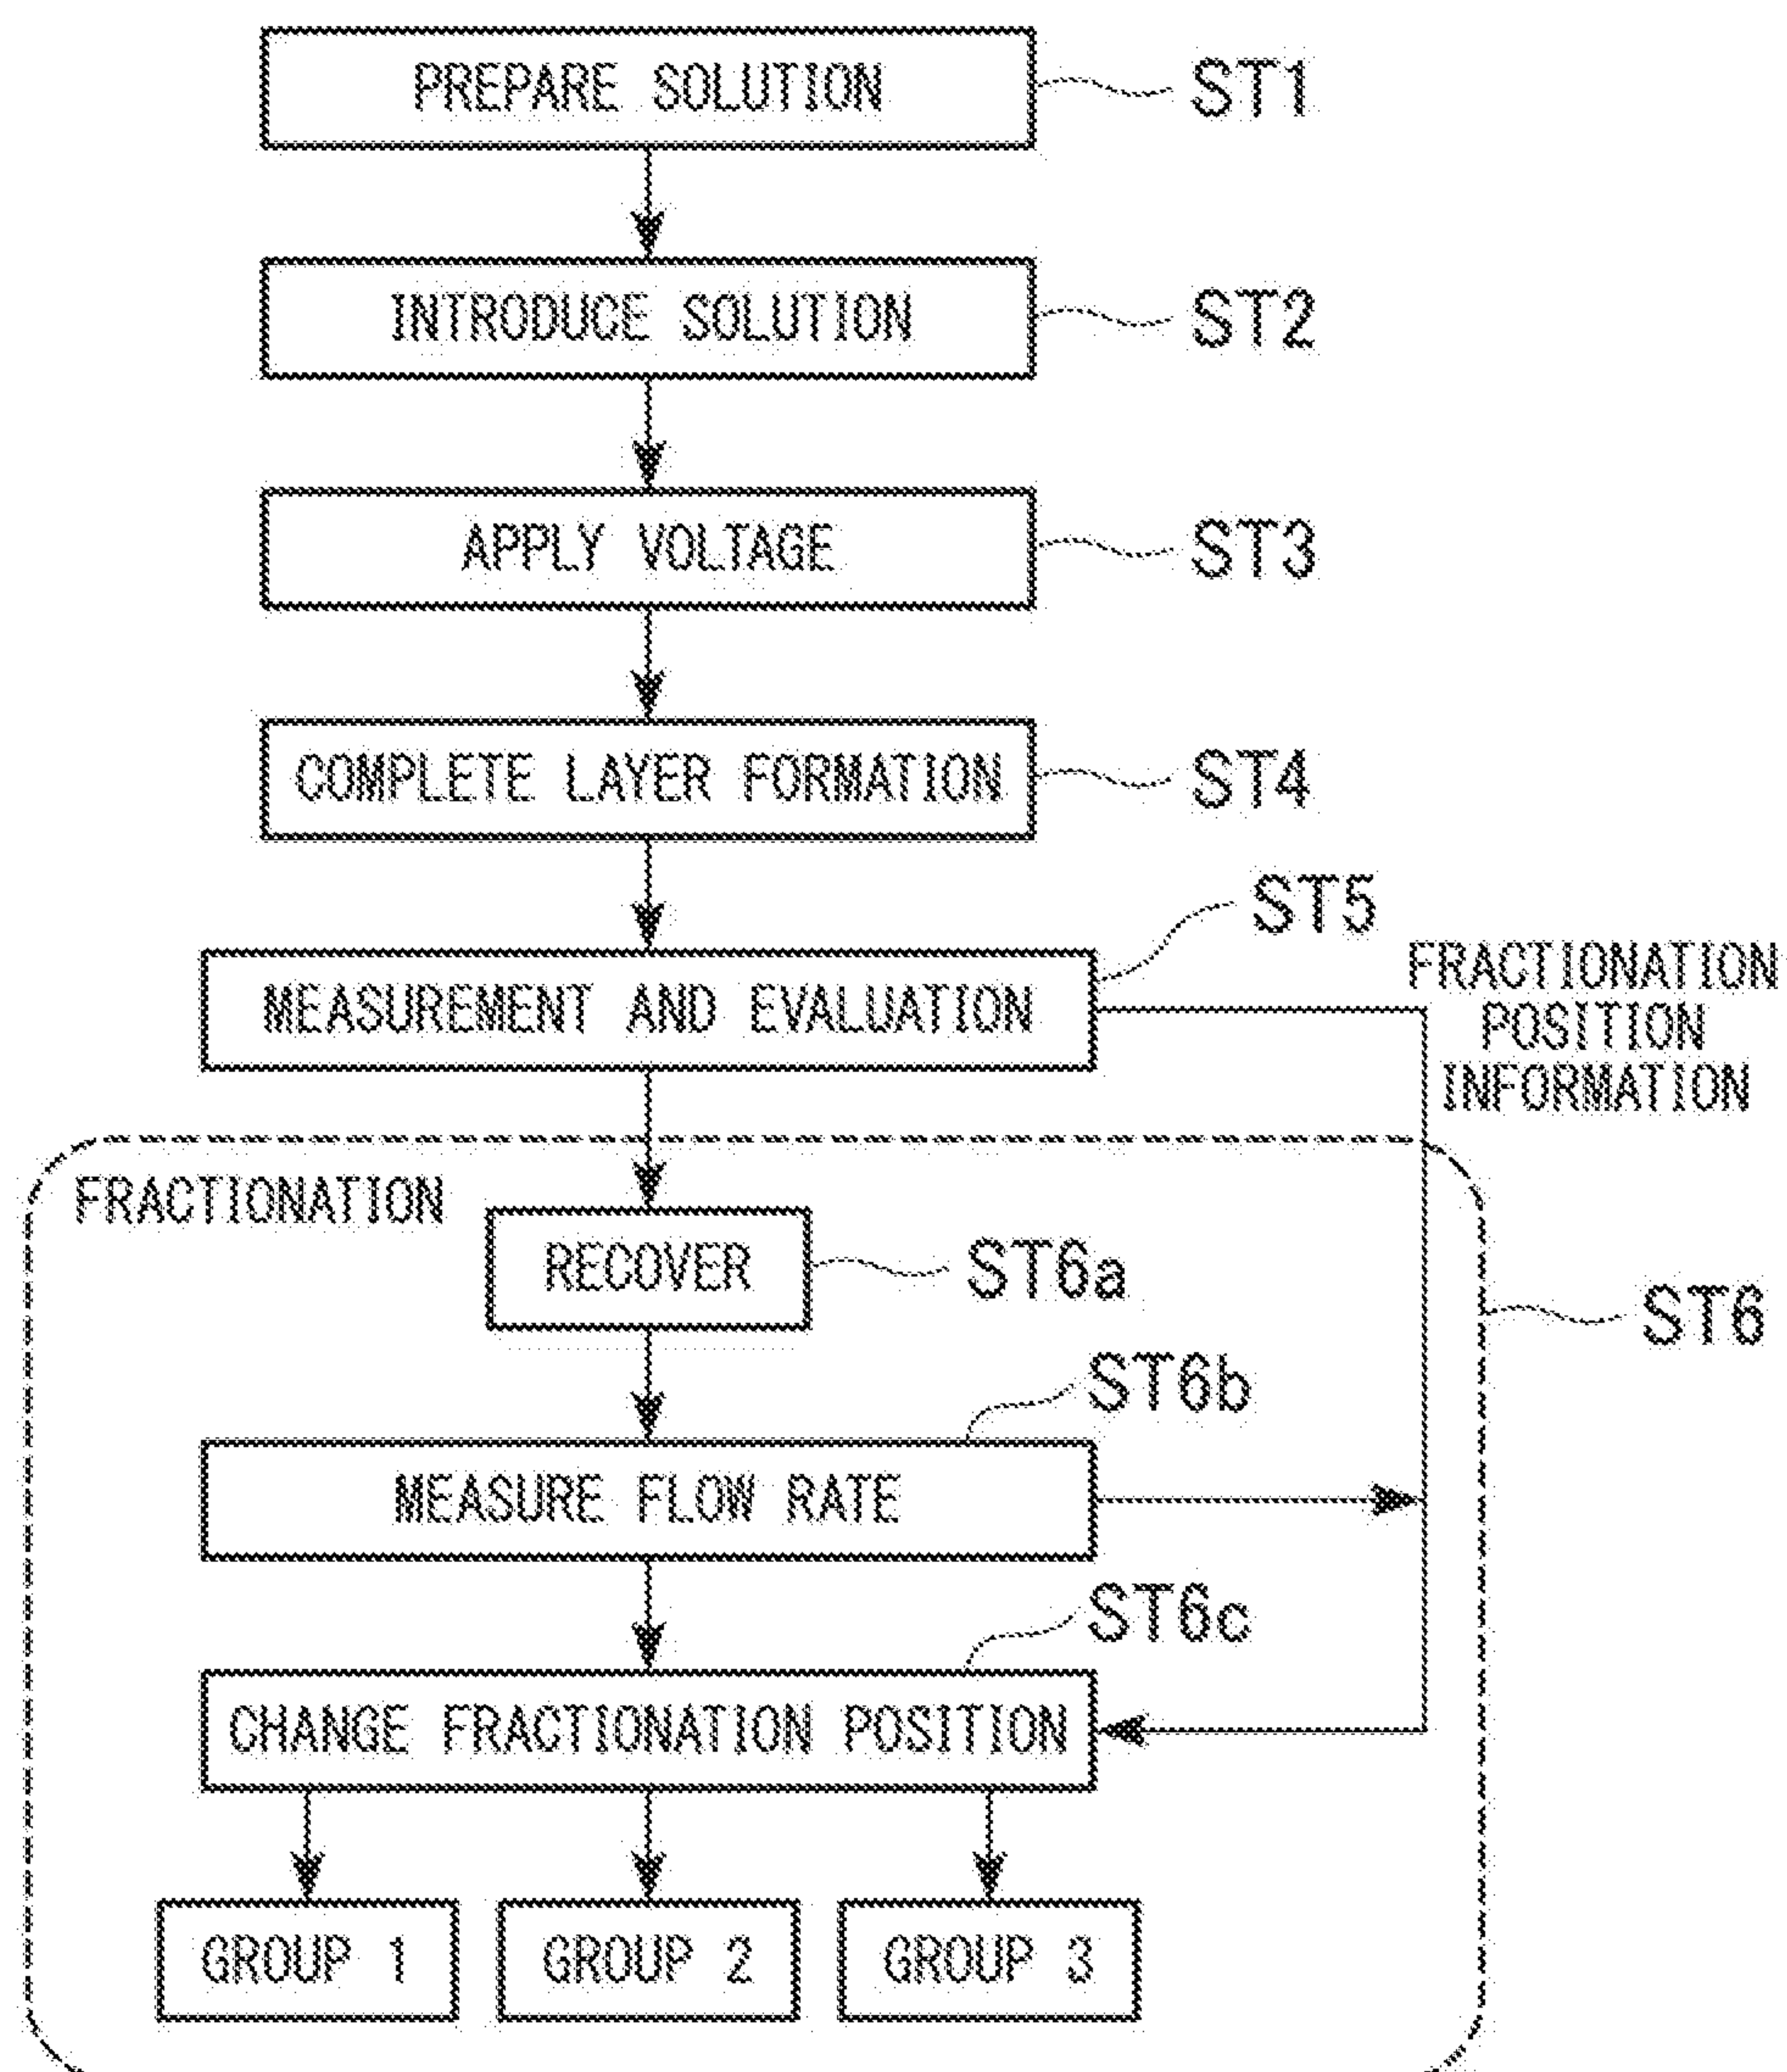 PREPARE SOLUTION
ST1
INTRODUCE SOLUTION
ST2
APPLY VOLTAGE
ST3
COMPLETE LAYER FORMATION
ST4
ST5
MEASUREMENT AND EVALUATION
FRACTIONATION
POSITION
INFORMATION
FRACTIONATION
RECOVER
ST6a
ST6
ST6b
MEASURE FLOW RATE
ST6c
CHANGE FRACTIONATION POSITION
GROUP 1
GROUP 2
GROUP 3